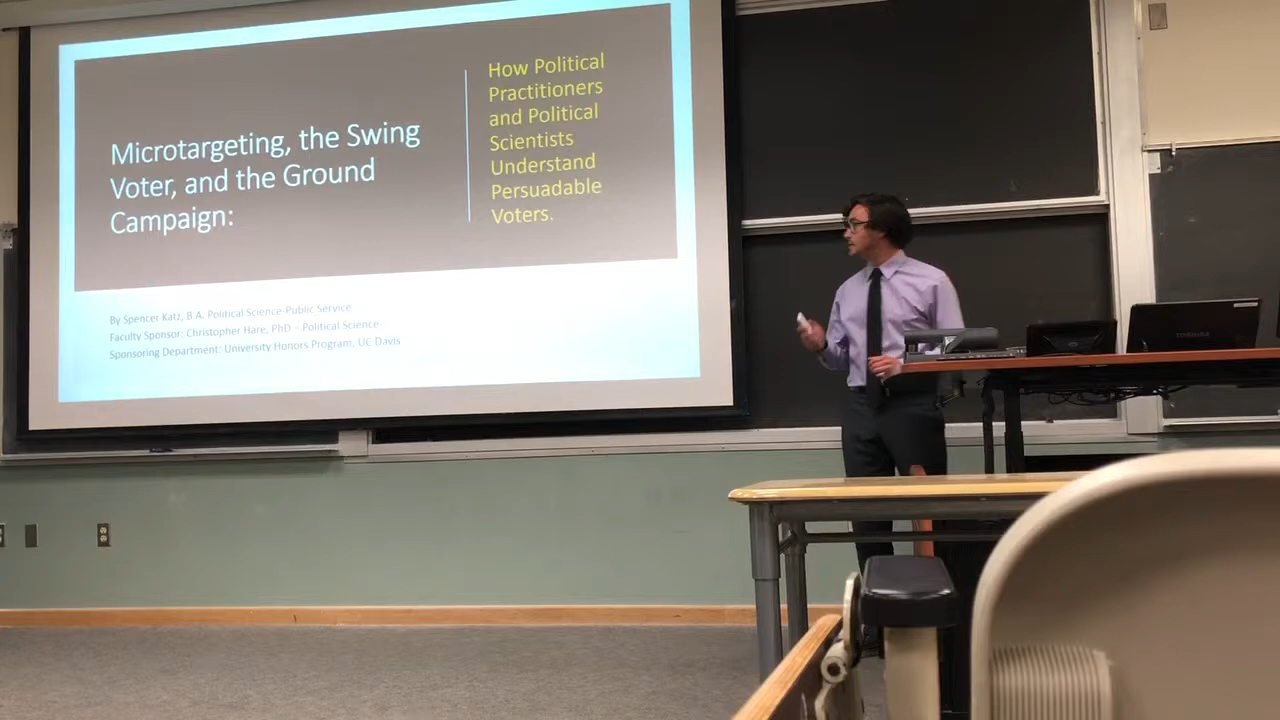 Microtargeting, the Swing
Voter, and the Ground
Campaign:
How Political
Practitioners
and Political
Scientists
Understand
Persuadable
Voters.
By Spencer Katz, B.A. Political Science-Public Service
Faculty Sponsor: Christopher Hare, PhD – Political Science
Sponsoring Department: University Honors Program, UC Davis
TOSHIBA